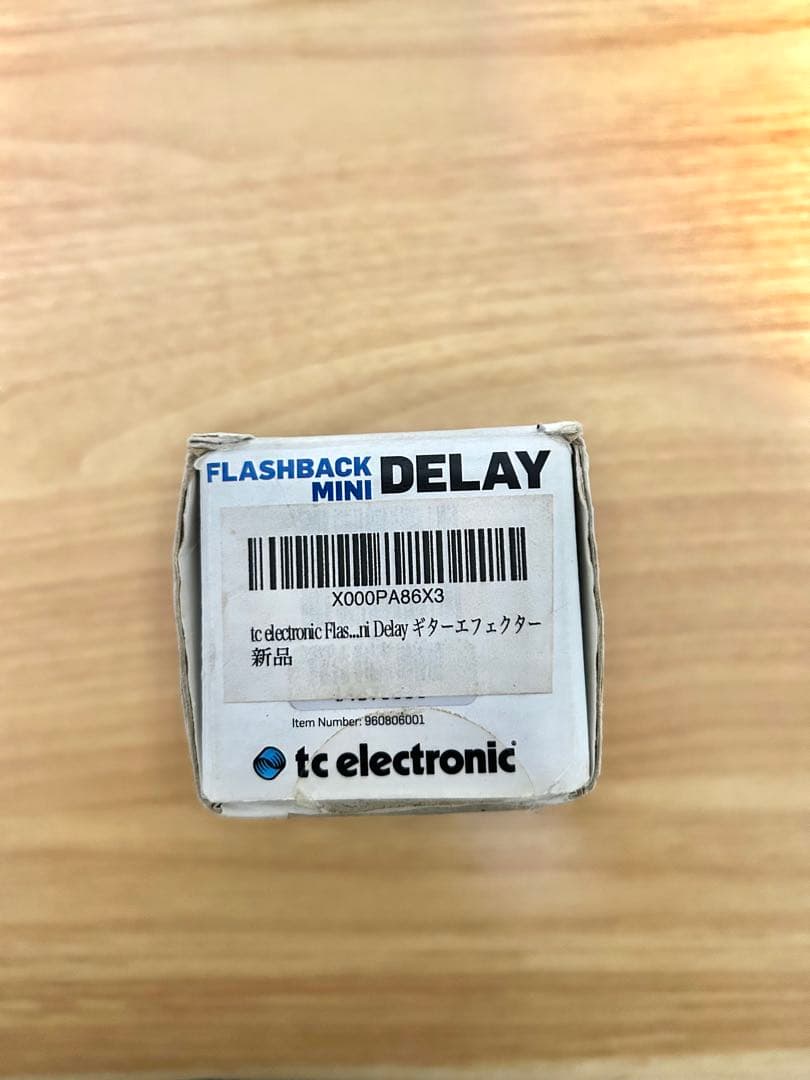 FLASHBACK
MINI DELAY
X000PA86X3
tc electronic Flas...ni Delay ギターエフェクター
新品
Item Number: 960806001
tc electronic